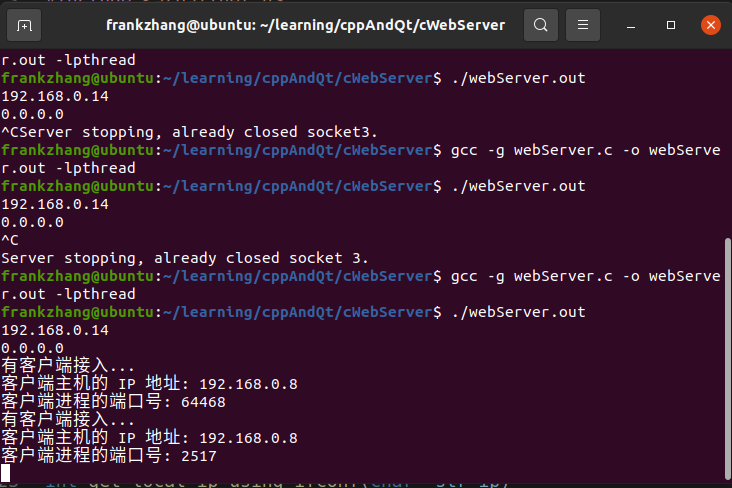 frankzhang@ubuntu: ~/learning/cppAndQt/cWebServer
r.out -lpthread
frankzhang@ubuntu:~/learning/cppAndQt/cWebServer$ ./webServer.out
192.168.0.14
0.0.0.0
^CServer stopping, already closed socket3.
frankzhang@ubuntu:~/learning/cppAndQt/cWebServer$ gcc -g webServer.c -o webServe
r.out -lpthread
frankzhang@ubuntu:~/learning/cppAndQt/cWebServer$ ./webServer.out
192.168.0.14
0.0.0.0
^C
Server stopping, already closed socket 3.
frankzhang@ubuntu:~/learning/cppAndQt/cWebServer$ gcc -g webServer.c -o webServe
r.out -lpthread
frankzhang@ubuntu:~/learning/cppAndQt/cWebServer$ ./webServer.out
192.168.0.14
0.0.0.0
有客户端接入...
客户端主机的 IP 地址: 192.168.0.8
客户端进程的端口号: 64468
有客户端接入...
客户端主机的 IP 地址: 192.168.0.8
客户端进程的端口号: 2517